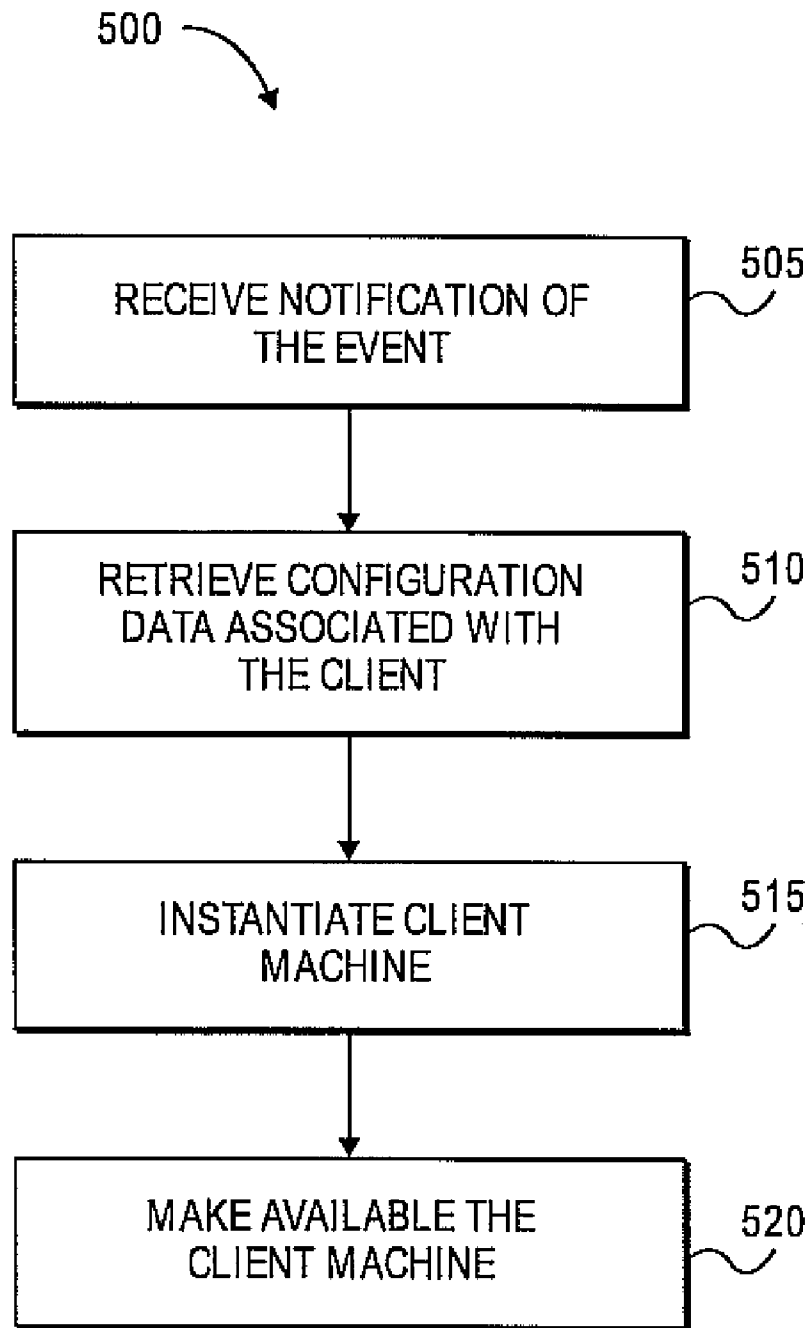 500
RECEIVE NOTIFICATION OF
THE EVENT
505
RETRIEVE CONFIGURATION
DATA ASSOCIATED WITH
THE CLIENT
510
INSTANTIATE CLIENT
MACHINE
515
MAKE AVAILABLE THE
CLIENT MACHINE
520